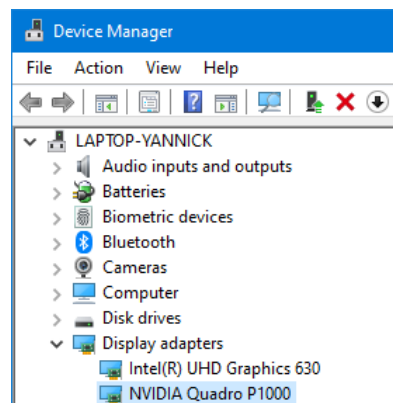 Device Manager
File Action View Help
LAPTOP-YANNICK
Audio inputs and outputs
Batteries
Biometric devices
Bluetooth
Cameras
Computer
Disk drives
Display adapters
Intel(R) UHD Graphics 630
NVIDIA Quadro P1000